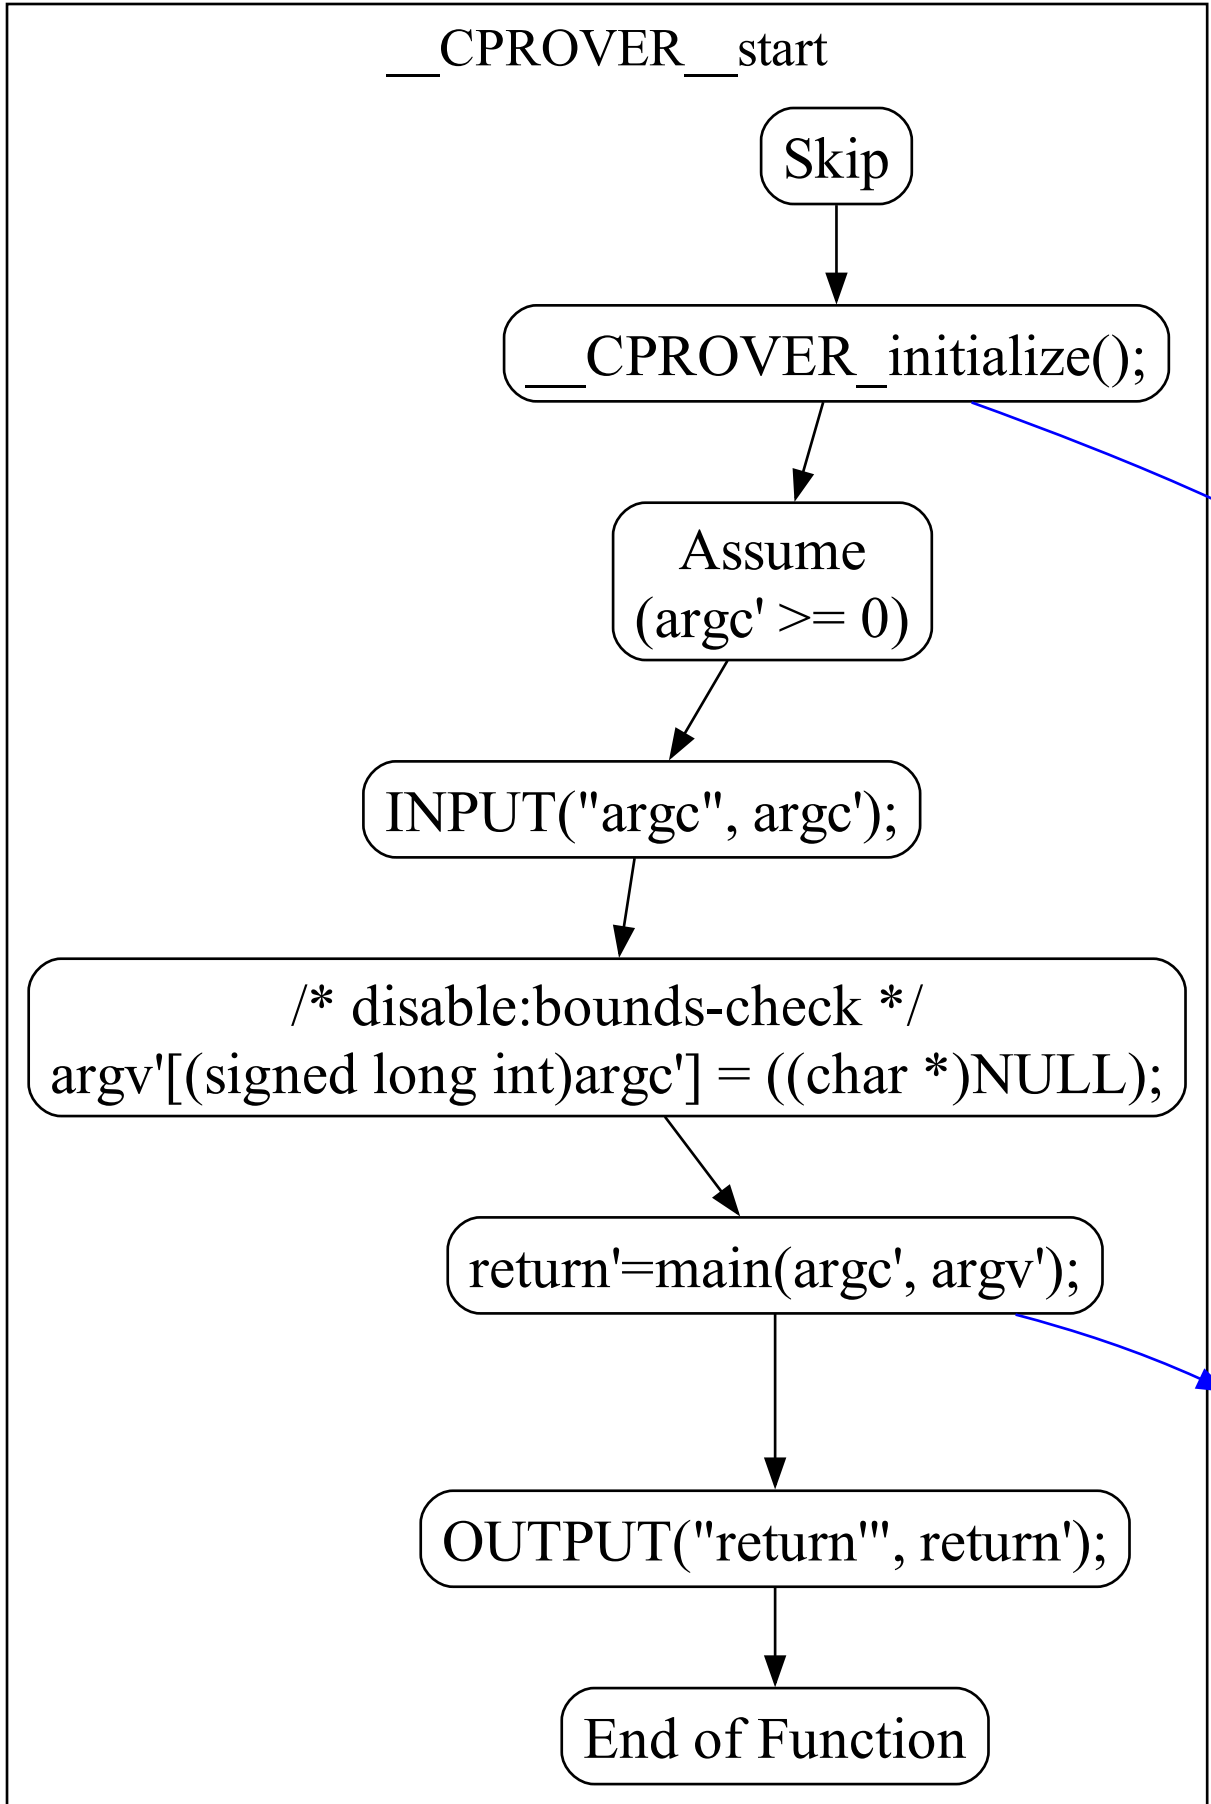 __CPROVER__start
Skip
__CPROVER_initialize();
Assume
(argc' >= 0)
INPUT("argc", argc');
/* disable:bounds-check */
argv'[(signed long int)argc'] = ((char *)NULL);
return'=main(argc', argv');
OUTPUT("return'", return');
End of Function